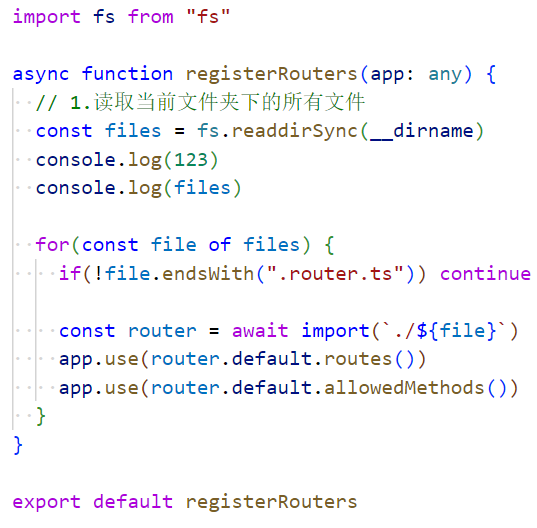 import fs from "fs"
async function registerRouters(app: any) {
// 1.读取当前文件夹下的所有文件
const files = fs.readdirSync(__dirname)
console.log(123)
console.log(files)
for(const file of files) {
if(!file.endsWith(".router.ts")) continue
const router = await import(`./${file}`)
app.use(router.default.routes())
app.use(router.default.allowedMethods())
}
}
export default registerRouters